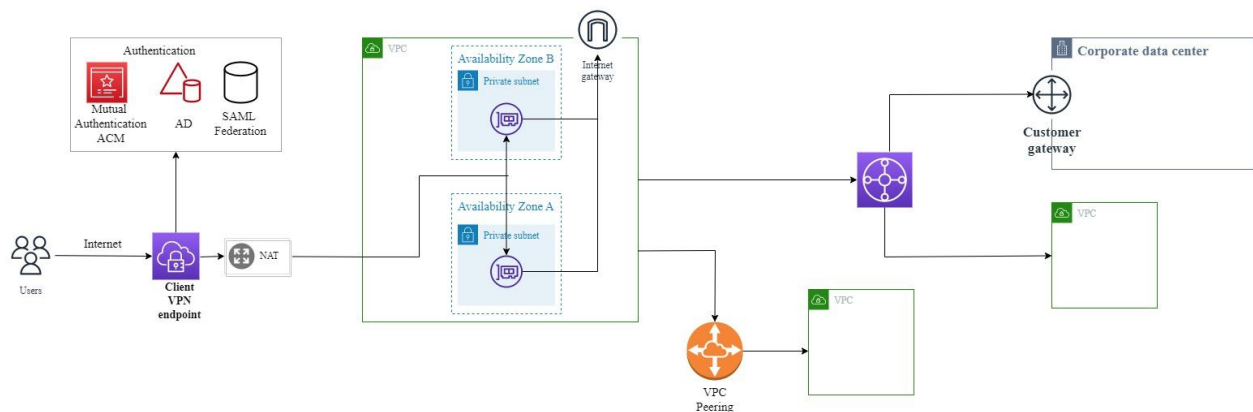 Authentication
Mutual
Authentication
ACM
AD
SAML
Federation
Users
Internet
Client
VPN
endpoint
NAT
VPC
Availability Zone B
Private subnet
Availability Zone A
Private subnet
Internet
gateway
VPC
Peering
VPC
Corporate data center
Customer
gateway
VPC